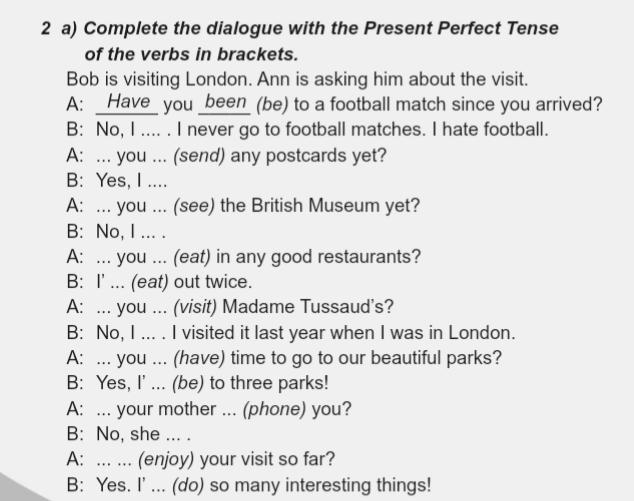 2 a) Complete the dialogue with the Present Perfect Tense
of the verbs in brackets.
Bob is visiting London. Ann is asking him about the visit.
A: Have you been (be) to a football match since you arrived?
B: No, I .... . I never go to football matches. I hate football.
A: ... you ... (send) any postcards yet?
B: Yes, I ....
A: ... you ... (see) the British Museum yet?
B: No, I ... .
A: ... you ... (eat) in any good restaurants?
B: I' ... (eat) out twice.
A: ... you ... (visit) Madame Tussaud's?
B: No, I ... . I visited it last year when I was in London.
A: ... you ... (have) time to go to our beautiful parks?
B: Yes, I' ... (be) to three parks!
A: ... your mother ... (phone) you?
B: No, she ... .
A: ... ... (enjoy) your visit so far?
B: Yes. I' ... (do) so many interesting things!